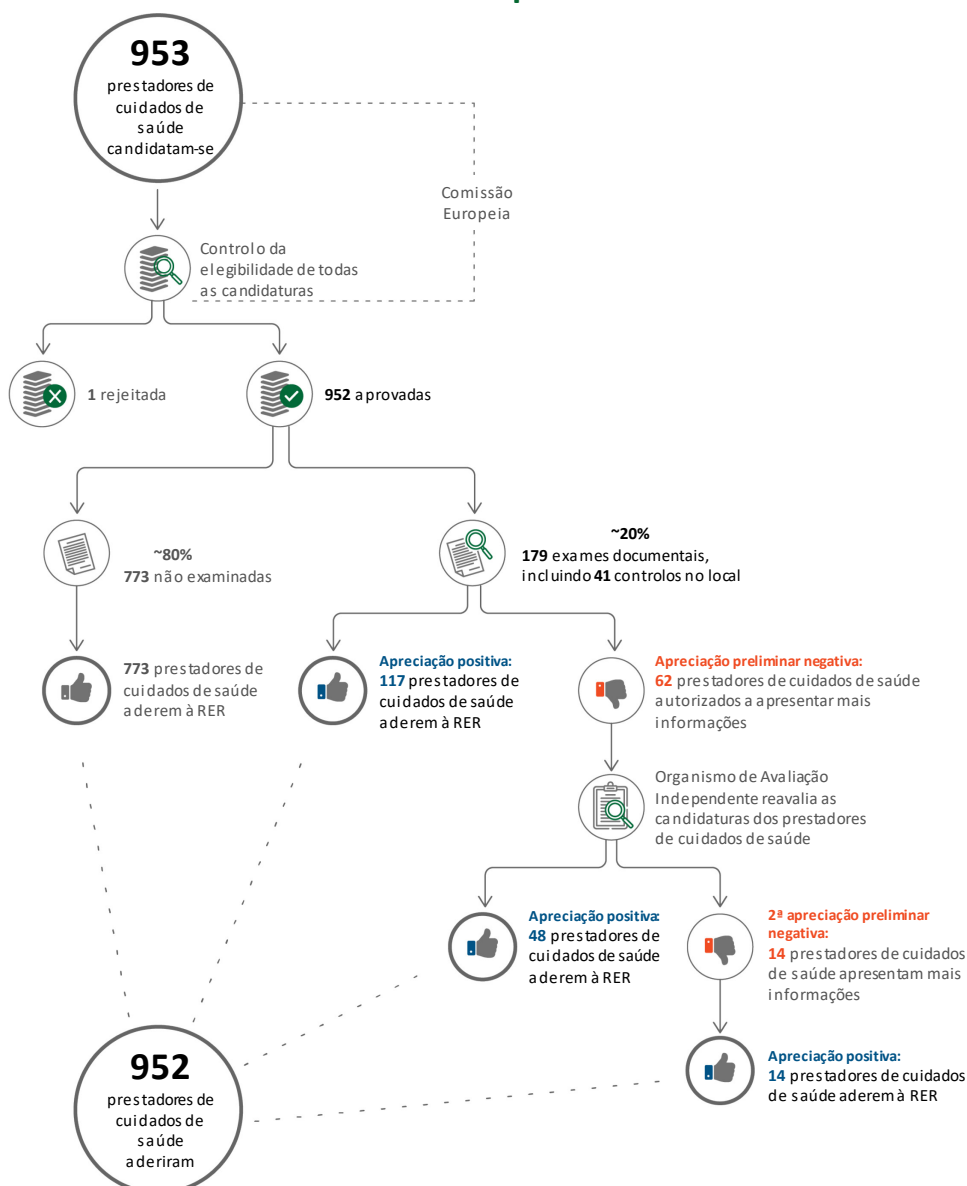 953
prestadores de
cuidados de
saúde
candidatam-se
Comissão
Europeia
Controlo da
elegibilidade de todas
as candidaturas
1 rejeitada
952 aprovadas
~80%
773 não examinadas
~20%
179 exames documentais,
incluindo 41 controlos no local
773 prestadores de
cuidados de saúde
aderem à RER
Apreciação positiva:
117 prestadores de
cuidados de saúde
aderem à RER
Apreciação preliminar negativa:
62 prestadores de cuidados de saúde
autorizados a apresentar mais
informações
Organismo de Avaliação
Independente reavalia as
candidaturas dos prestadores
de cuidados de saúde
Apreciação positiva:
48 prestadores de
cuidados de saúde
aderem à RER
2ª apreciação preliminar
negativa:
14 prestadores de cuidados
de saúde apresentam mais
informações
Apreciação positiva:
14 prestadores de cuidados
de saúde aderem à RER
952
prestadores de
cuidados de
saúde
aderiram